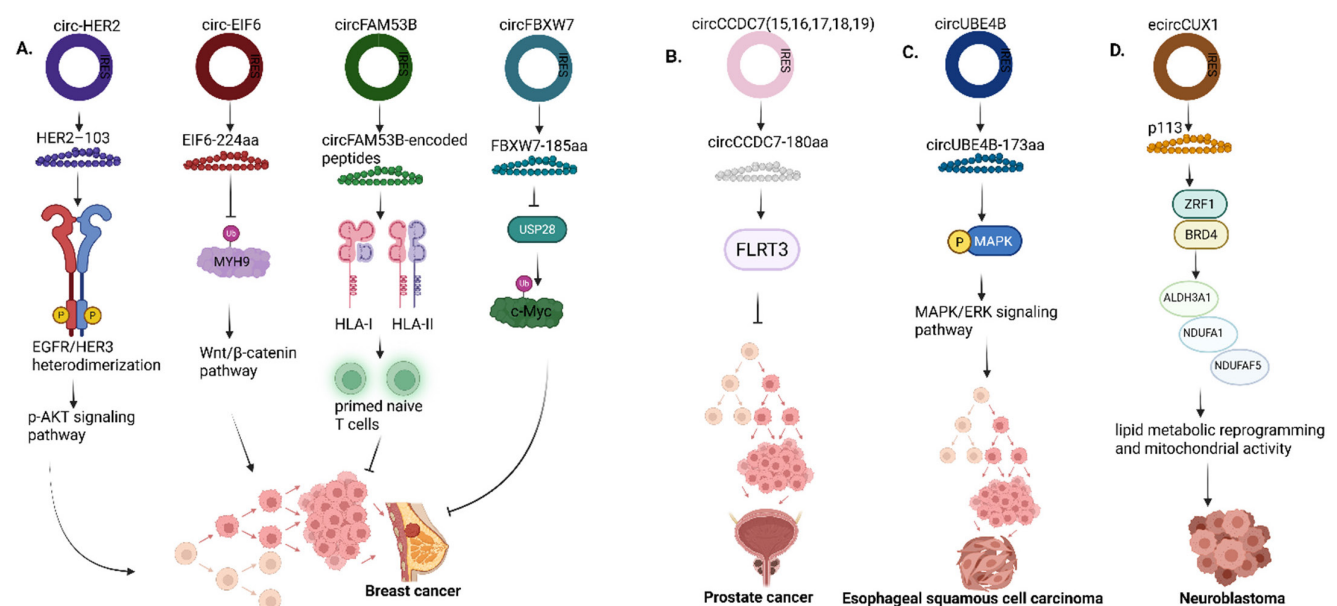 A.
circ-HER2
IRES
HER2–103
P
P
EGFR/HER3
heterodimerization
p-AKT signaling
pathway
circ-EIF6
IRES
EIF6-224aa
Ub
MYH9
Wnt/β-catenin
pathway
circFAM53B
IRES
circFAM53B-encoded
peptides
HLA-I
HLA-II
primed naive
T cells
circFBXW7
IRES
FBXW7-185aa
USP28
Ub
c-Myc
Breast cancer
B.
circCCDC7(15,16,17,18,19)
IRES
circCCDC7-180aa
FLRT3
Prostate cancer
C.
circUBE4B
IRES
circUBE4B-173aa
P
MAPK
MAPK/ERK signaling
pathway
Esophageal squamous cell carcinoma
D.
ecircCUX1
IRES
p113
ZRF1
BRD4
ALDH3A1
NDUFA1
NDUFAF5
lipid metabolic reprogramming
and mitochondrial activity
Neuroblastoma